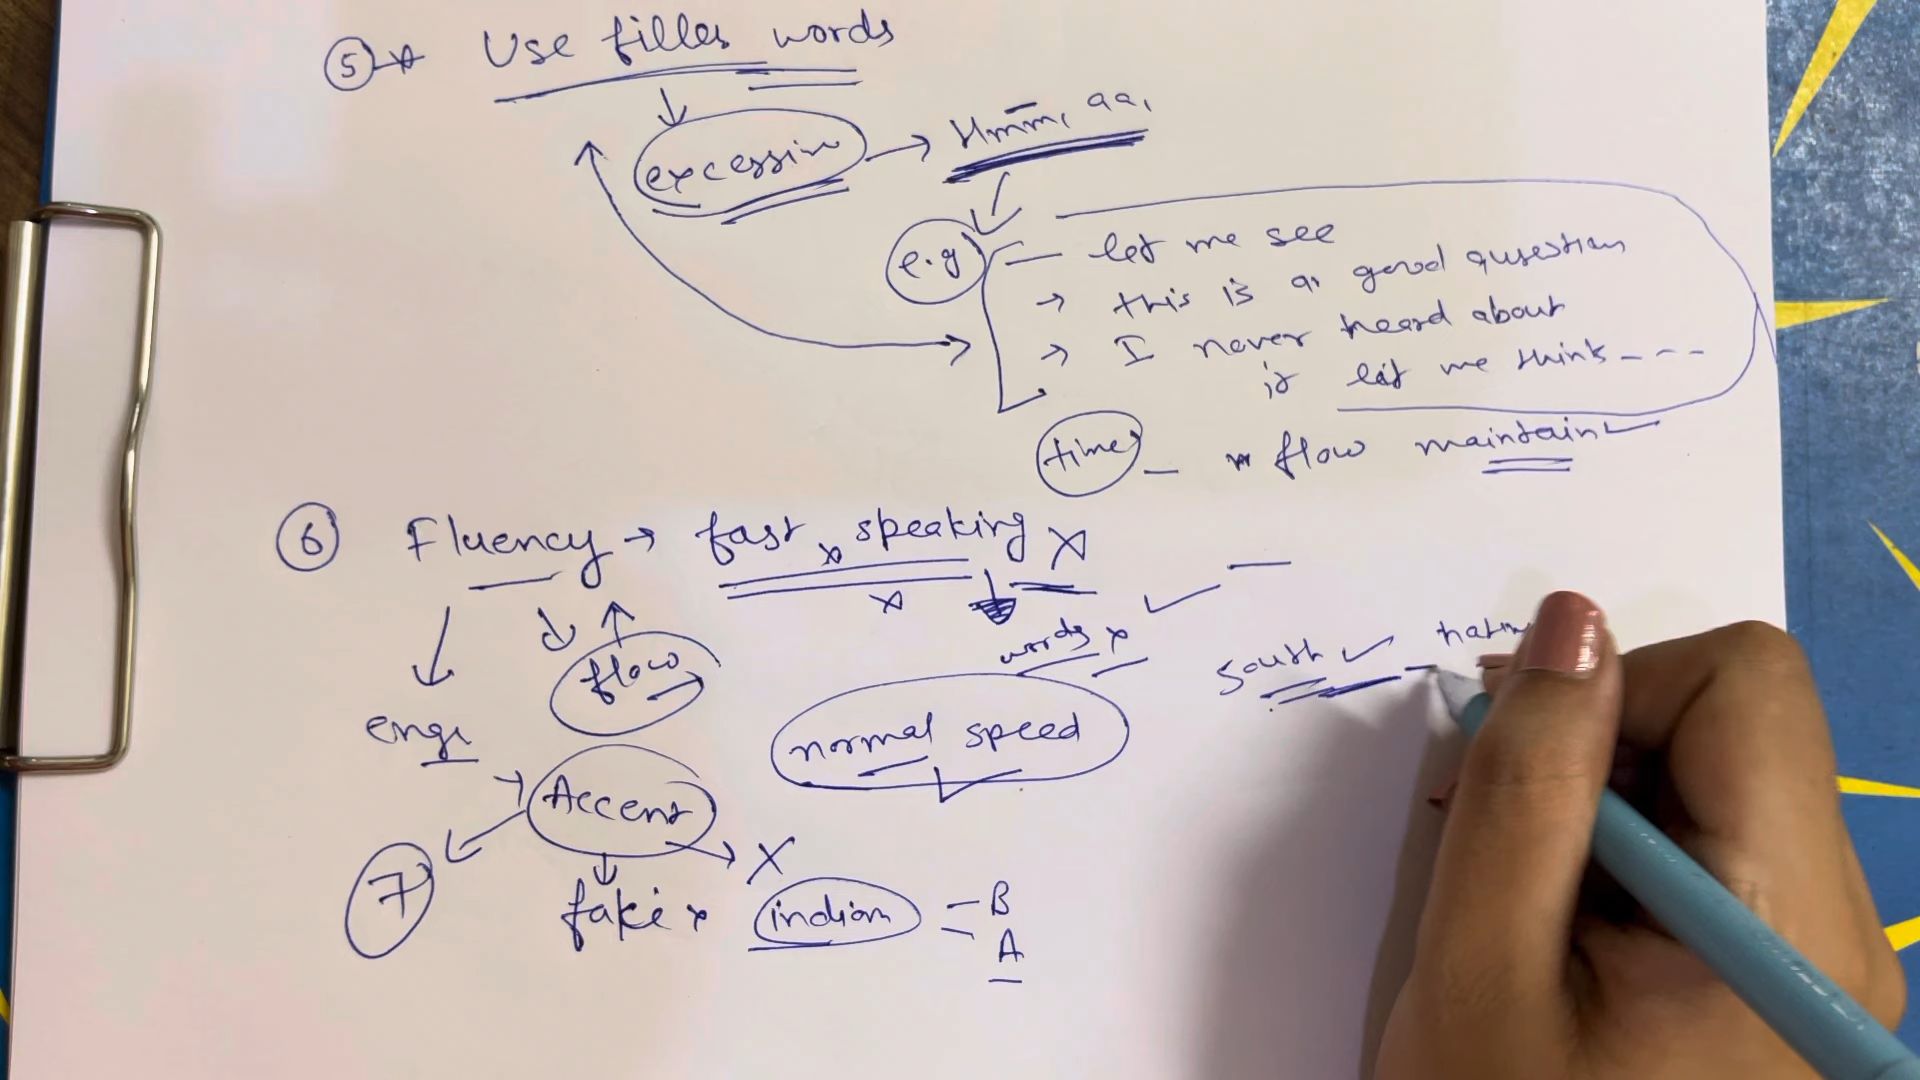 5 Use filler words
excessive → Hmm, aa,
e.g — let me see
→ this is a good question
→ I never heard about
it let me think ---
time — flow maintain ✓
6 Fluency → fast speaking X
words x ✓ —
flow
south ✓
eng.
normal speed
Accent
7
X
fake x indian — B
— A